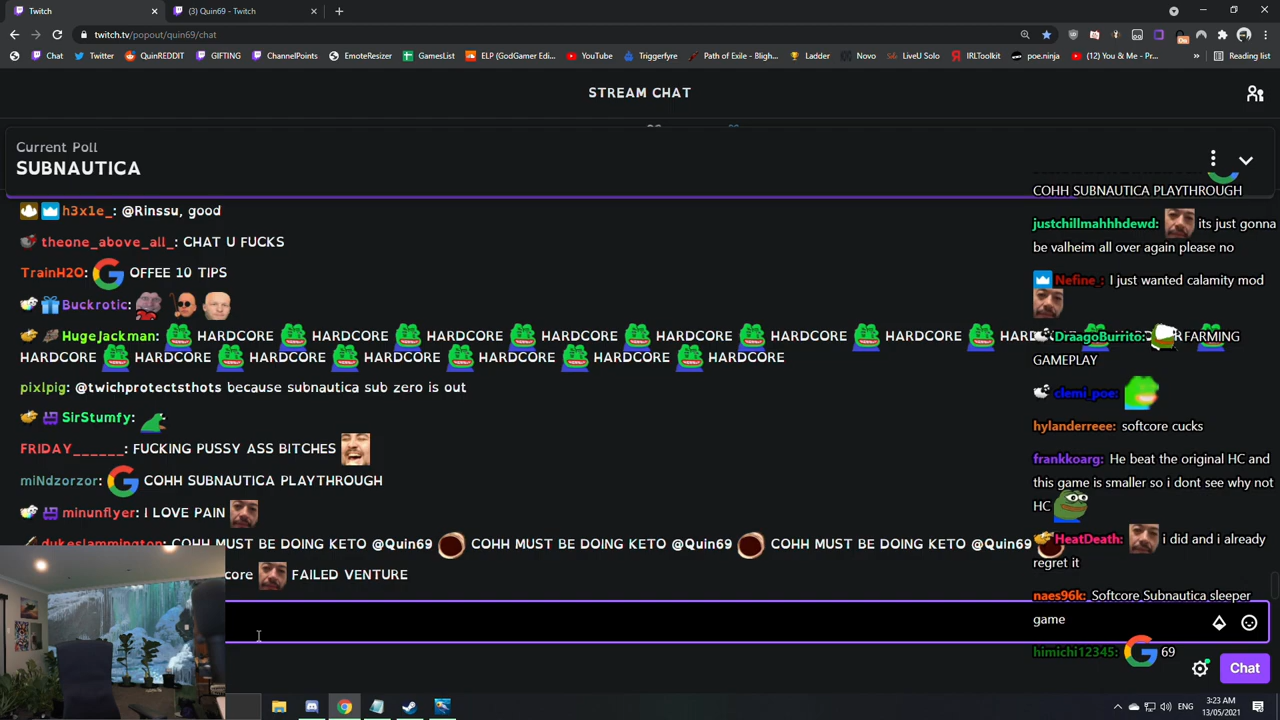 Twitch
(3) Quin69 - Twitch
twitch.tv/popout/quin69/chat
Chat Twitter QuinREDDIT GIFTING ChannelPoints EmoteResizer GamesList ELP (GodGamer Edi... YouTube Triggerfyre Path of Exile - Bligh... Ladder Novo LiveU Solo IRLToolkit poe.ninja (12) You & Me - Pr... » Reading list
STREAM CHAT
Current Poll
SUBNAUTICA
h3x1e_: @Rinssu, good
theone_above_all_: CHAT U FUCKS
TrainH2O: OFFEE 10 TIPS
Buckrotic:
HugeJackman: HARDCORE HARDCORE HARDCORE HARDCORE HARDCORE HARDCORE HARDCORE
HARDCORE HARDCORE HARDCORE HARDCORE HARDCORE HARDCORE HARDCORE
pixlpig: @twichprotectsthots because subnautica sub zero is out
SirStumfy:
FRIDAY______: FUCKING PUSSY ASS BITCHES
miNdzorzor: COHH SUBNAUTICA PLAYTHROUGH
minunflyer: I LOVE PAIN
dukeslammington: COHH MUST BE DOING KETO @Quin69 COHH MUST BE DOING KETO @Quin69 COHH MUST BE DOING KETO @Quin69
core FAILED VENTURE
COHH SUBNAUTICA PLAYTHROUGH
justchillmahhhdewd: its just gonna
be valheim all over again please no
Nefine_: I just wanted calamity mod
DraagoBurrito: R FARMING
GAMEPLAY
clemi_poe:
hylanderreee: softcore cucks
frankkoarg: He beat the original HC and
this game is smaller so i dont see why not
HC
HeatDeath: i did and i already
regret it
naes96k: Softcore Subnautica sleeper
game
himichi12345: 69
Chat
ENG
3:23 AM
13/05/2021